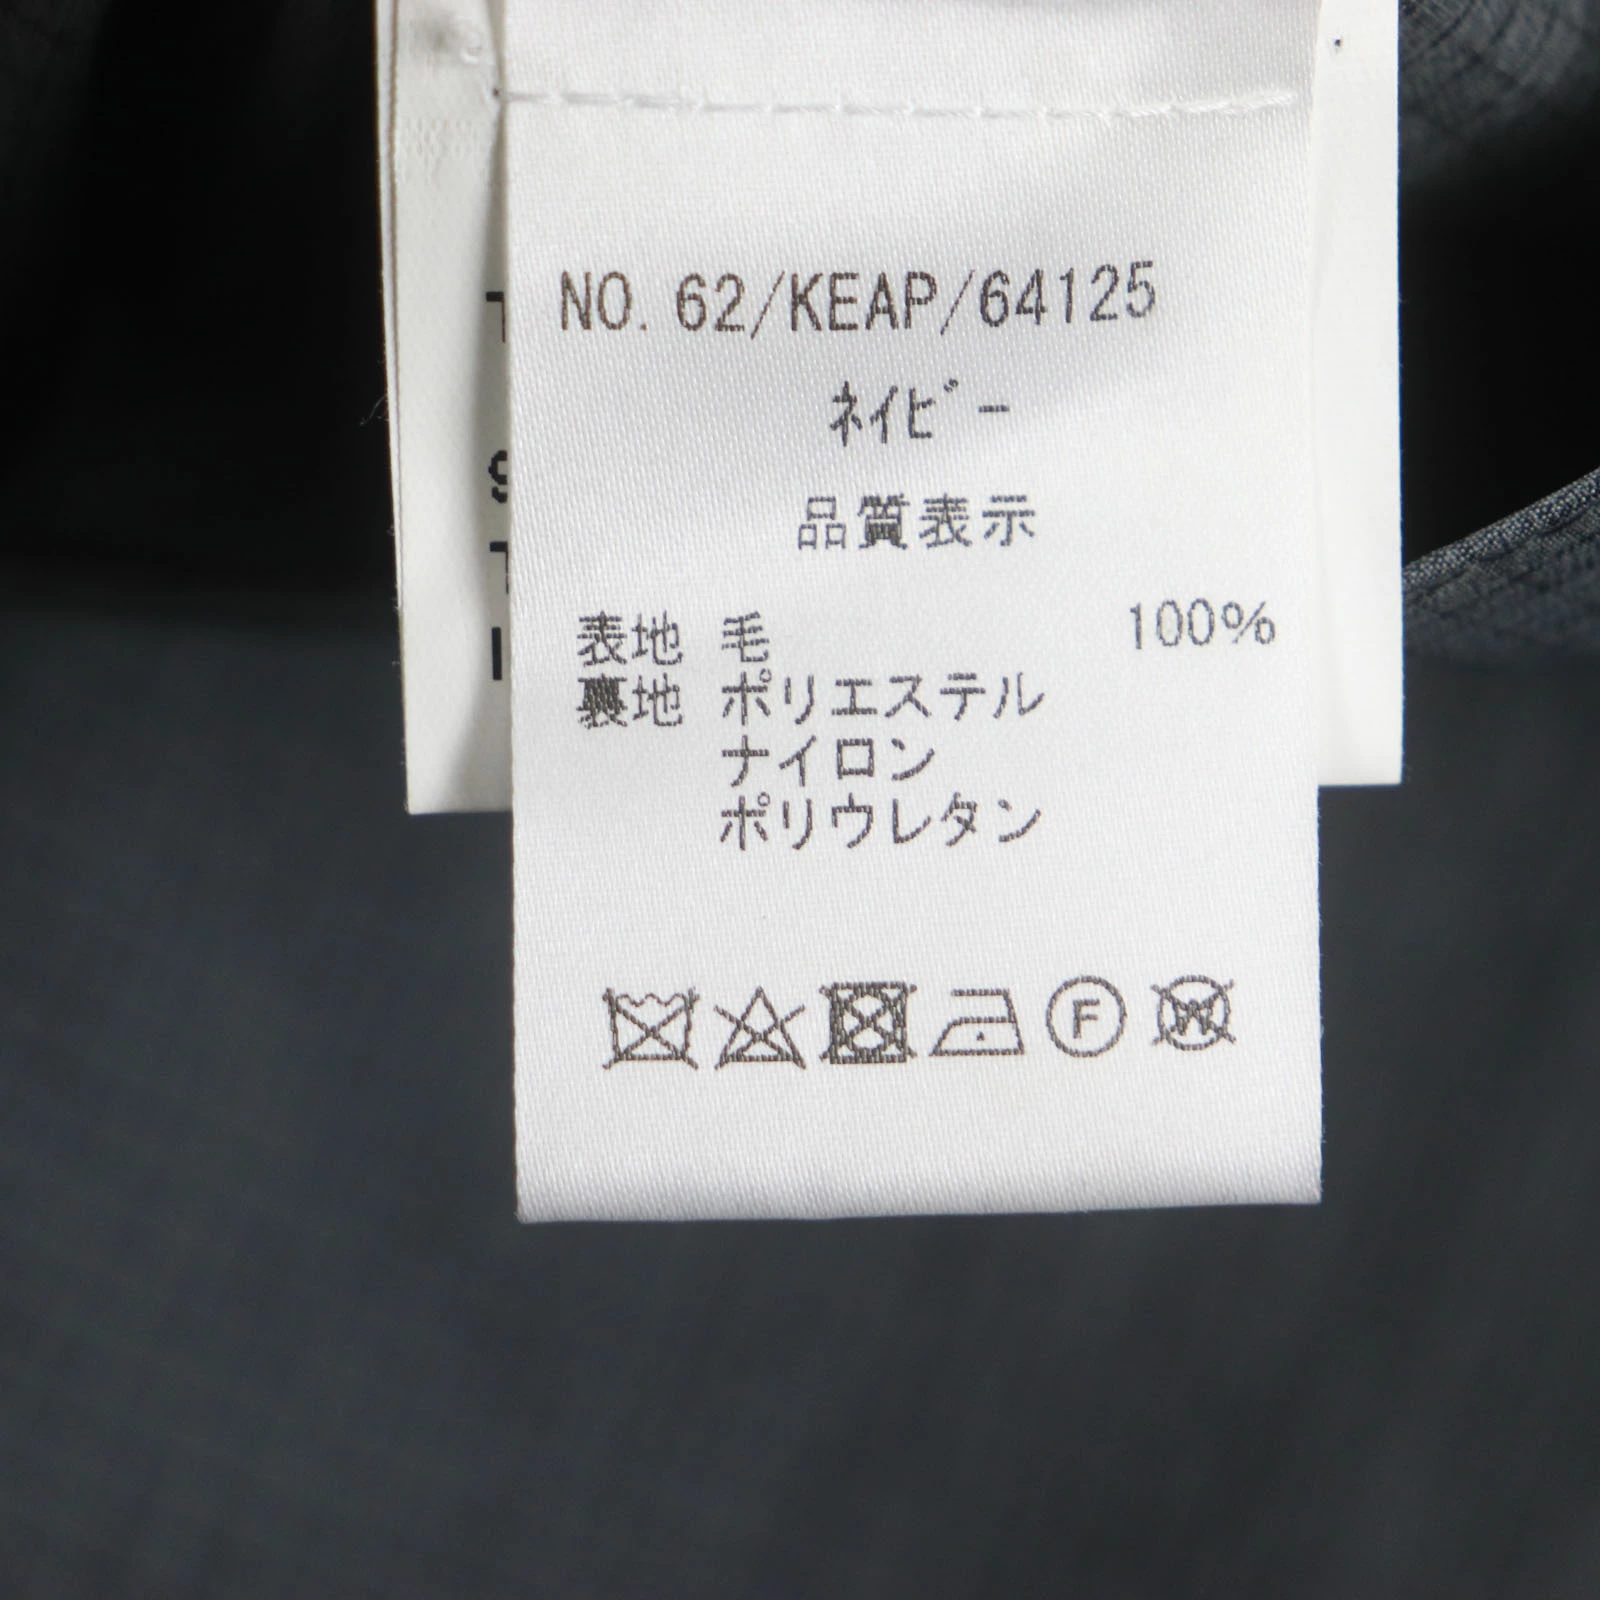 NO. 62/KEAP/64125
ﾈｲﾋﾞｰ
品質表示
表地 毛 100%
裏地 ポリエステル
ナイロン
ポリウレタン
F
W